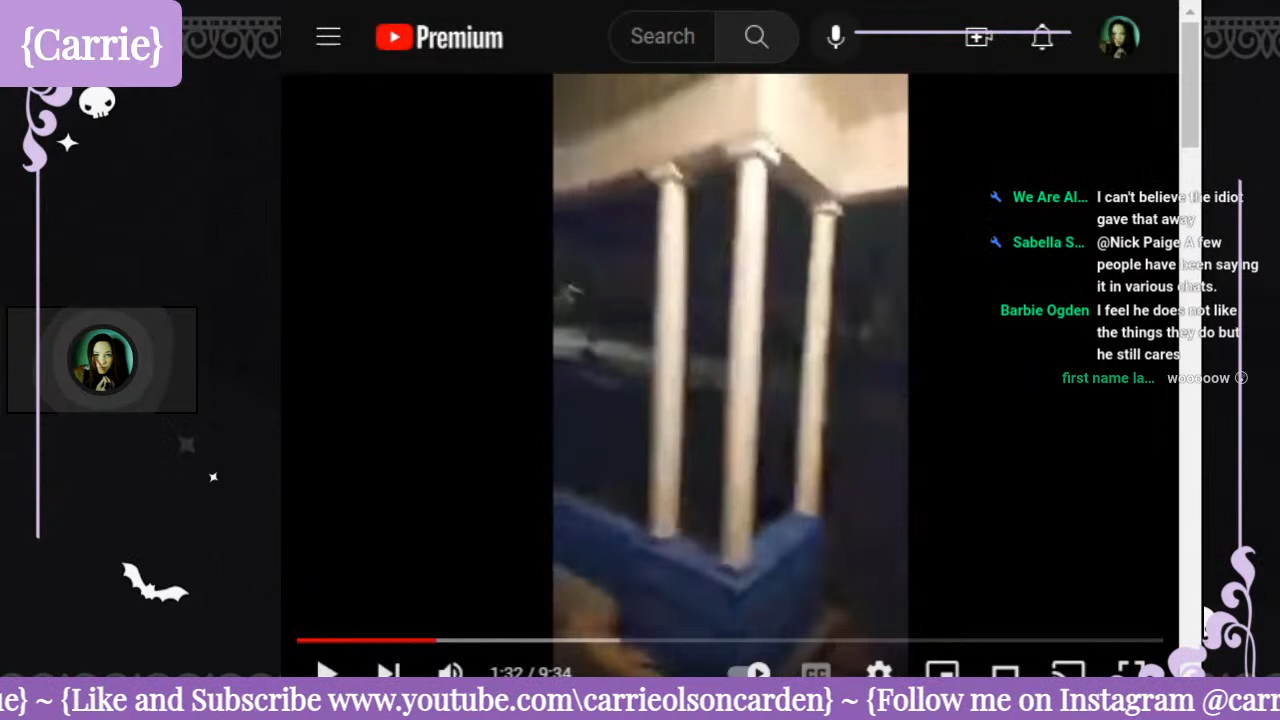 {Carrie}
Premium
Search
We Are Al... I can't believe the idiot
gave that away
Sabella S... @Nick Paige A few
people have been saying
it in various chats.
Barbie Ogden I feel he does not like
the things they do but
he still cares
first name la... wooooow
1:32 / 9:34
CC
ie} ~ {Like and Subscribe www.youtube.com\carrieolsoncarden} ~ {Follow me on Instagram @carr